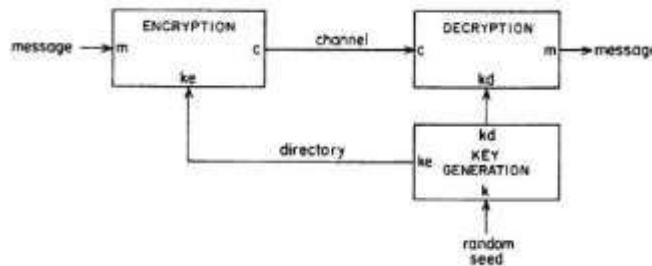 ENCRYPTION
DECRYPTION
message
m
c
channel
c
m
message
ke
kd
directory
kd
ke
KEY
GENERATION
k
random
seed